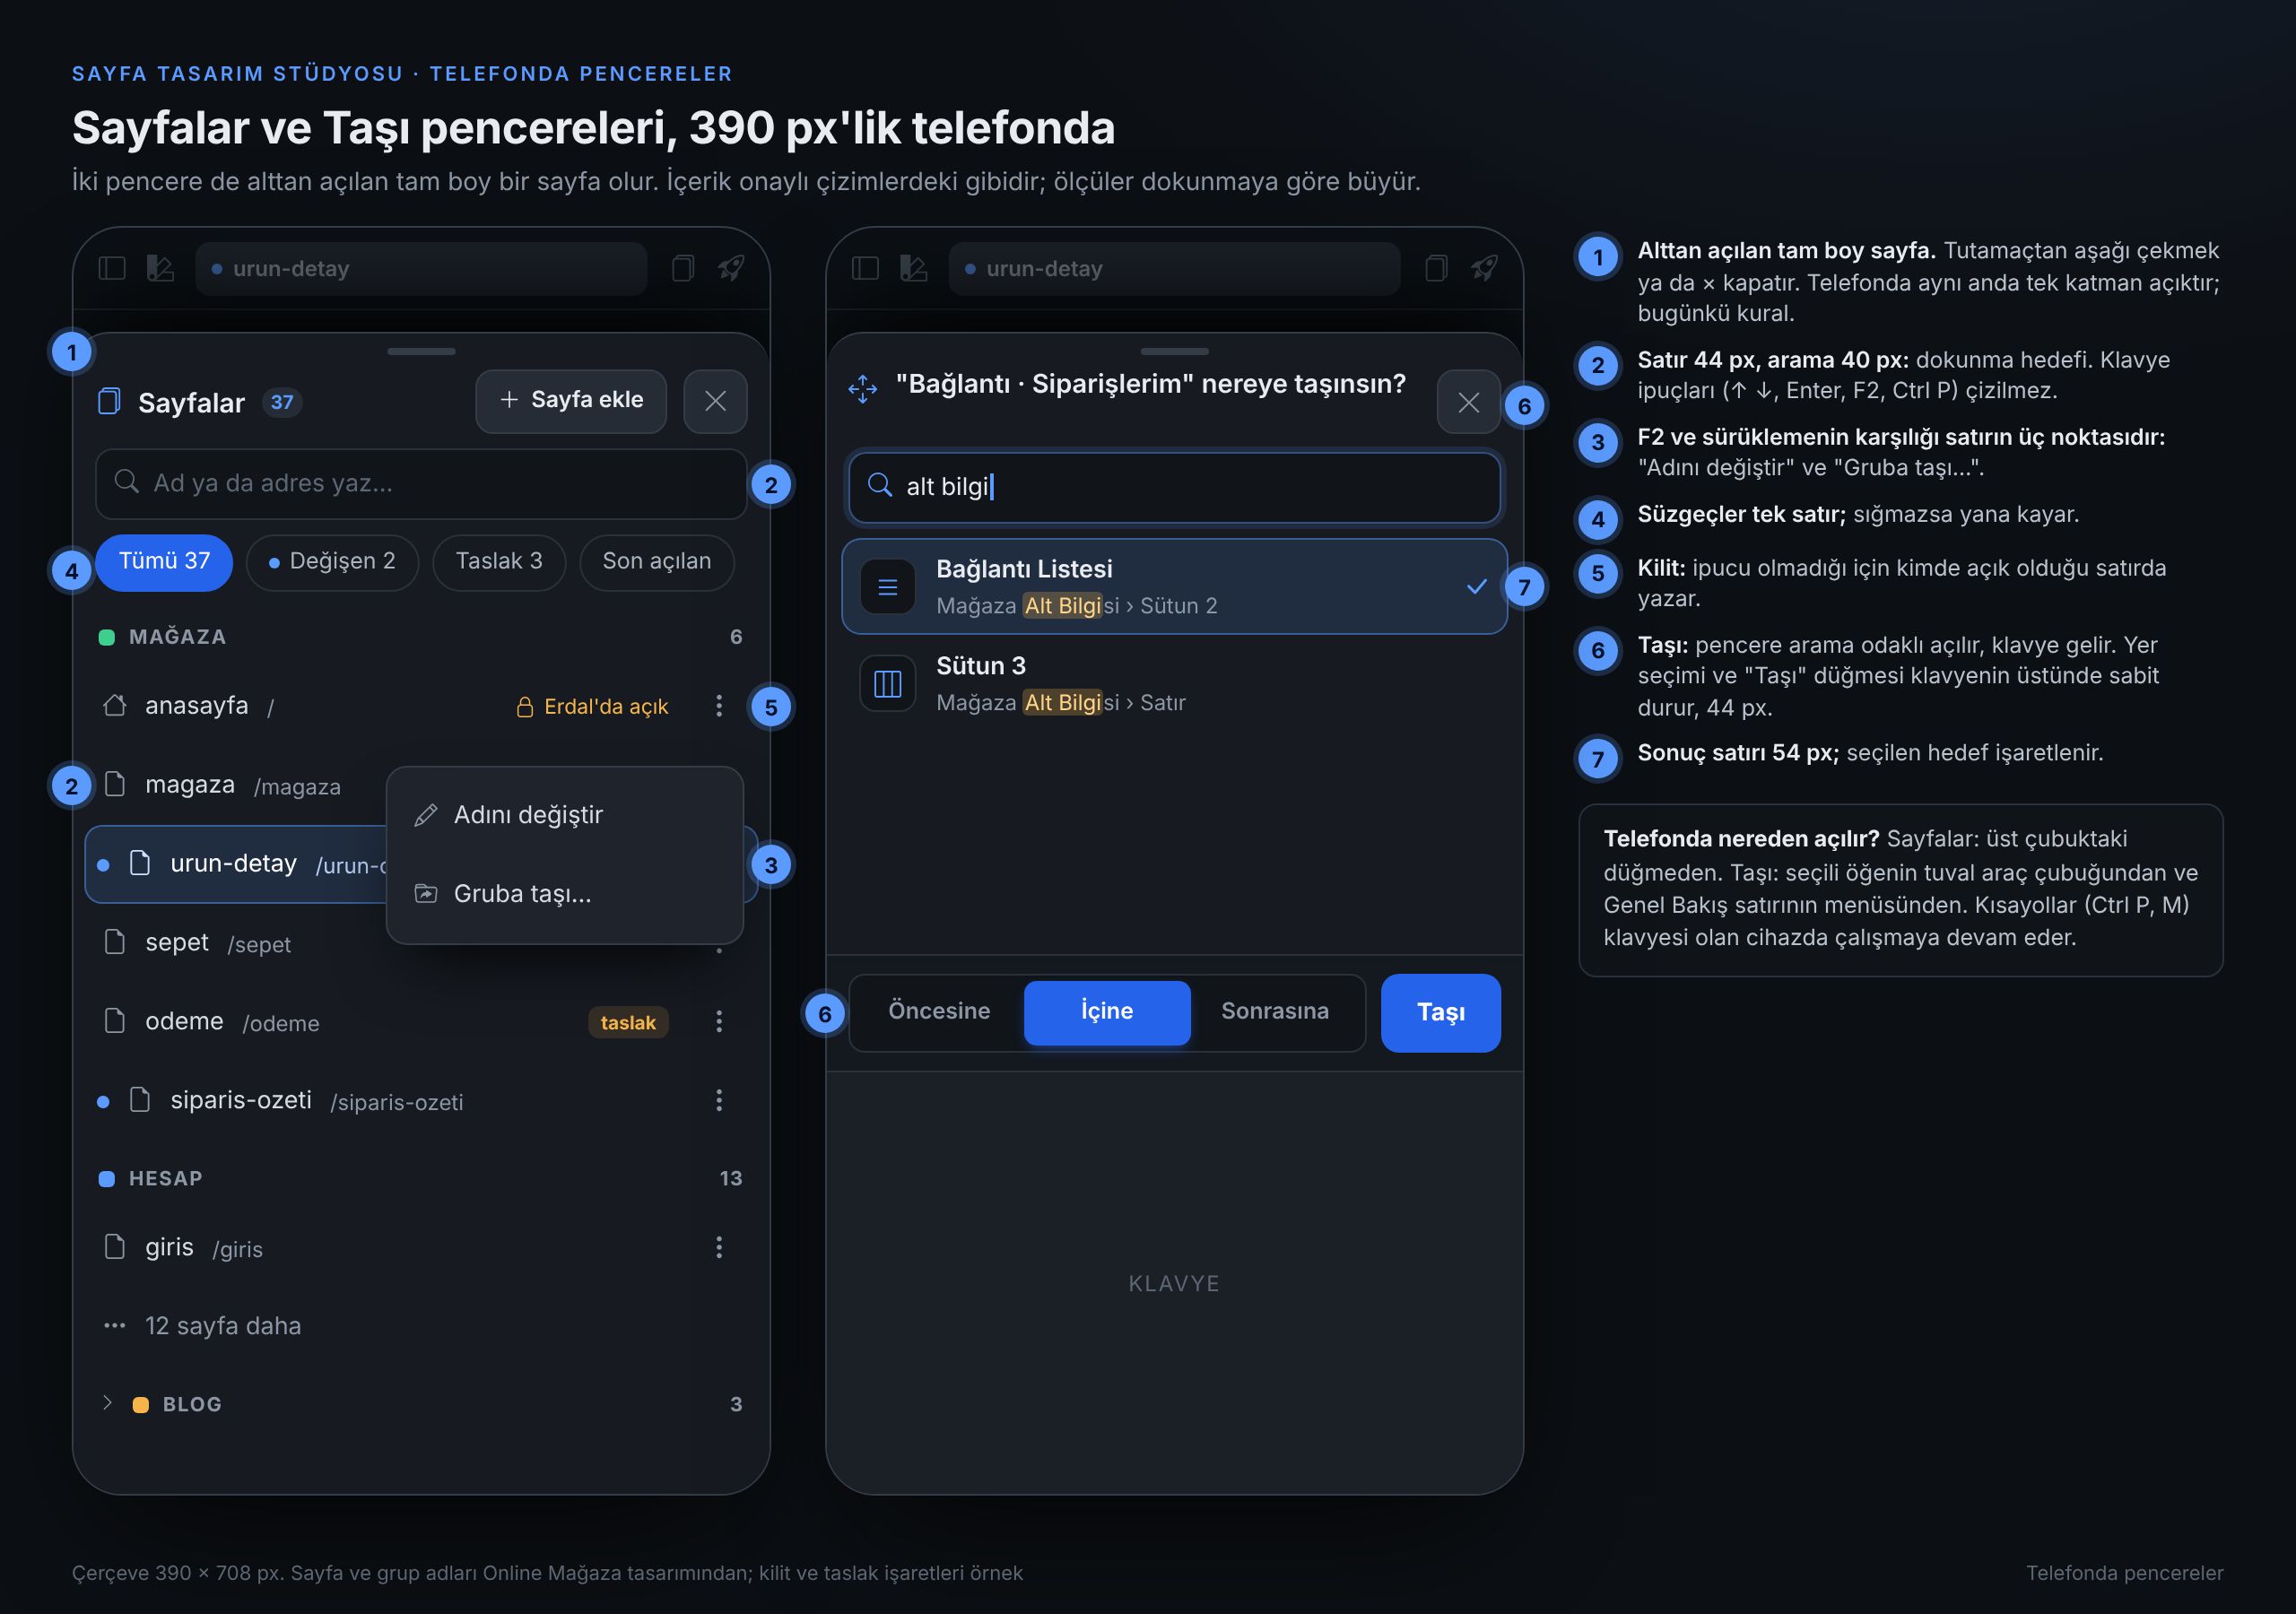 SAYFA TASARIM STÜDYOSU · TELEFONDA PENCERELER
Sayfalar ve Taşı pencereleri, 390 px'lik telefonda
İki pencere de alttan açılan tam boy bir sayfa olur. İçerik onaylı çizimlerdeki gibidir; ölçüler dokunmaya göre büyür.
urun-detay
1
Sayfalar 37
+ Sayfa ekle
Ad ya da adres yaz...
2
4
Tümü 37
Değişen 2
Taslak 3
Son açılan
MAĞAZA 6
anasayfa /
Erdal'da açık
5
2
magaza /magaza
Adını değiştir
urun-detay /urun-d
3
Gruba taşı...
sepet /sepet
odeme /odeme
taslak
siparis-ozeti /siparis-ozeti
HESAP 13
giris /giris
12 sayfa daha
BLOG 3
urun-detay
"Bağlantı · Siparişlerim" nereye taşınsın?
6
alt bilgi
Bağlantı Listesi
Mağaza Alt Bilgisi › Sütun 2
7
Sütun 3
Mağaza Alt Bilgisi › Satır
6
Öncesine
İçine
Sonrasına
Taşı
KLAVYE
1 Alttan açılan tam boy sayfa. Tutamaçtan aşağı çekmek
ya da × kapatır. Telefonda aynı anda tek katman açıktır;
bugünkü kural.
2 Satır 44 px, arama 40 px: dokunma hedefi. Klavye
ipuçları (↑ ↓, Enter, F2, Ctrl P) çizilmez.
3 F2 ve sürüklemenin karşılığı satırın üç noktasıdır:
"Adını değiştir" ve "Gruba taşı...".
4 Süzgeçler tek satır; sığmazsa yana kayar.
5 Kilit: ipucu olmadığı için kimde açık olduğu satırda
yazar.
6 Taşı: pencere arama odaklı açılır, klavye gelir. Yer
seçimi ve "Taşı" düğmesi klavyenin üstünde sabit
durur, 44 px.
7 Sonuç satırı 54 px; seçilen hedef işaretlenir.
Telefonda nereden açılır? Sayfalar: üst çubuktaki
düğmeden. Taşı: seçili öğenin tuval araç çubuğundan ve
Genel Bakış satırının menüsünden. Kısayollar (Ctrl P, M)
klavyesi olan cihazda çalışmaya devam eder.
Çerçeve 390 × 708 px. Sayfa ve grup adları Online Mağaza tasarımından; kilit ve taslak işaretleri örnek
Telefonda pencereler